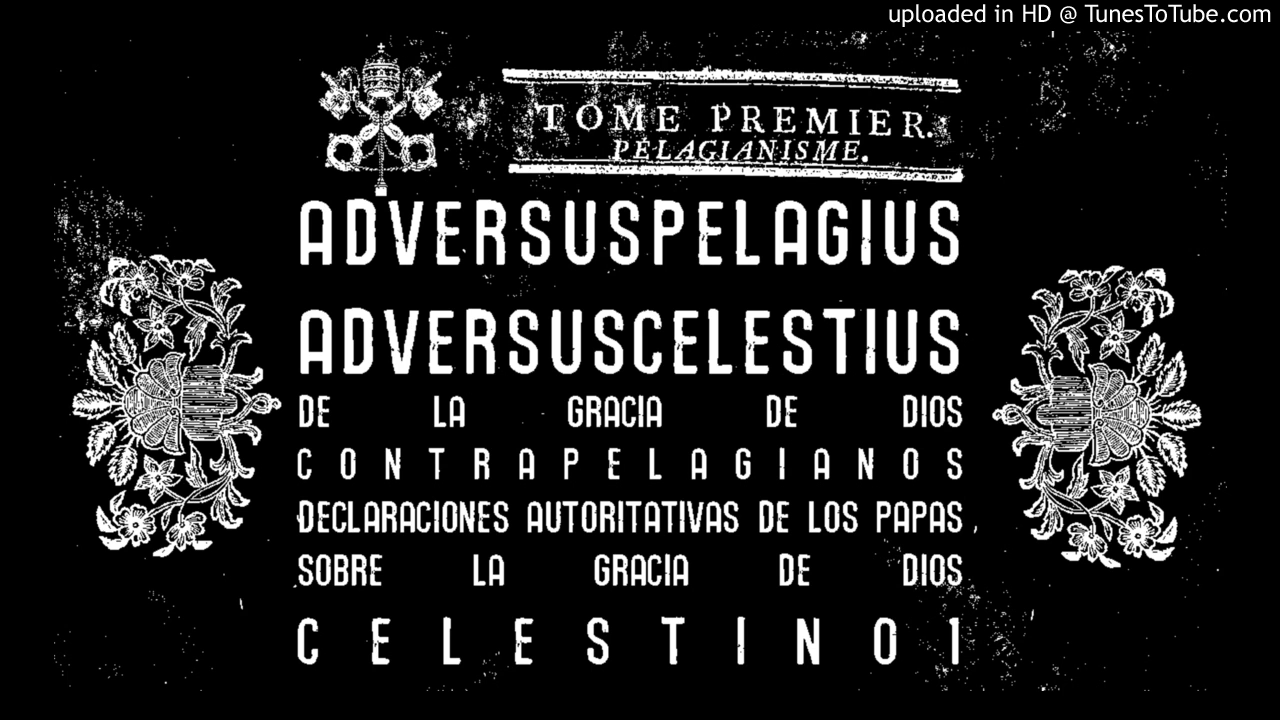 uploaded in HD @ TunesToTube.com
TOME PREMIER.
PÉLAGIANISME.
ADVERSUSPELAGIUS
ADVERSUSCELESTIUS
DE LA GRACIA DE DIOS
CONTRAPELAGIANOS
DECLARACIONES AUTORITATIVAS DE LOS PAPAS,
SOBRE LA GRACIA DE DIOS
CELESTINO1